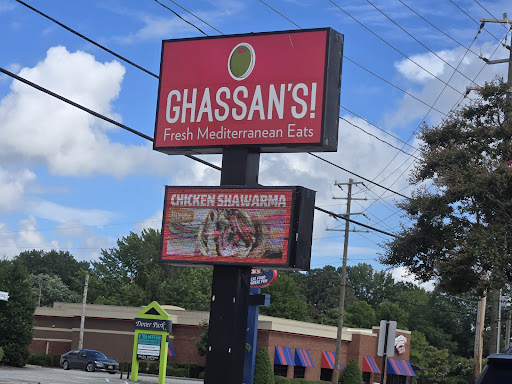 GHASSAN'S!
Fresh Mediterranean Eats
CHICKEN SHAWARMA
Dover Park